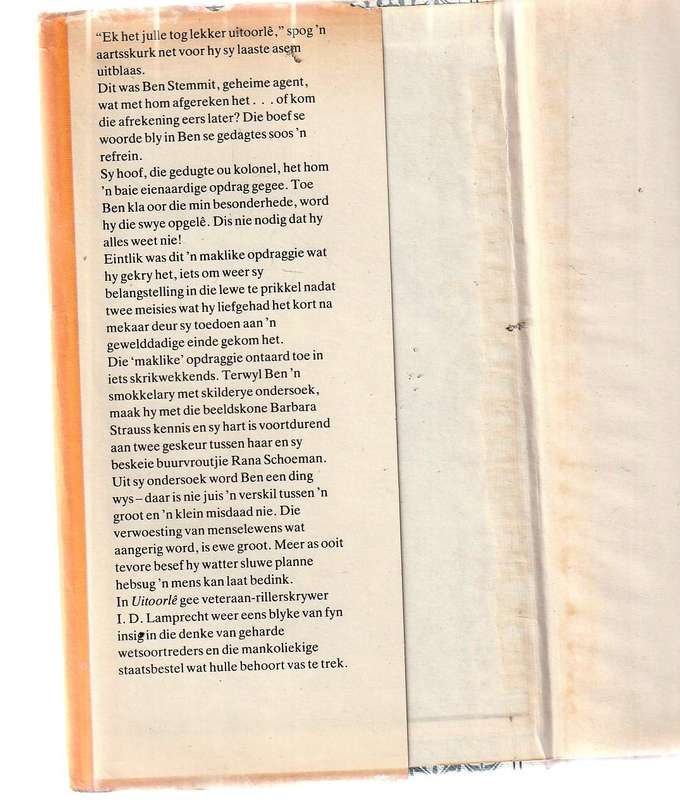 “Ek het julle tog lekker uitoorlê,” spog ’n
aartsskurk net voor hy sy laaste asem
uitblaas.
Dit was Ben Stemmit, geheime agent,
wat met hom afgereken het . . . of kom
die afrekening eers later? Die boef se
woorde bly in Ben se gedagtes soos ’n
refrein.
Sy hoof, die gedugte ou kolonel, het hom
’n baie eienaardige opdrag gegee. Toe
Ben kla oor die min besonderhede, word
hy die swye opgelê. Dis nie nodig dat hy
alles weet nie!
Eintlik was dit ’n maklike opdraggie wat
hy gekry het, iets om weer sy
belangstelling in die lewe te prikkel nadat
twee meisies wat hy liefgehad het kort na
mekaar deur sy toedoen aan ’n
gewelddadige einde gekom het.
Die ‘maklike’ opdraggie ontaard toe in
iets skrikwekkends. Terwyl Ben ’n
smokkelary met skilderye ondersoek,
maak hy met die beeldskone Barbara
Strauss kennis en sy hart is voortdurend
aan twee geskeur tussen haar en sy
beskeie buurvroutjie Rana Schoeman.
Uit sy ondersoek word Ben een ding
wys – daar is nie juis ’n verskil tussen ’n
groot en ’n klein misdaad nie. Die
verwoesting van menselewens wat
aangerig word, is ewe groot. Meer as ooit
tevore besef hy watter sluwe planne
hebsug ’n mens kan laat bedink.
In Uitoorlê gee veteraan-rillerskrywer
I. D. Lamprecht weer eens blyke van fyn
insig in die denke van geharde
wetsoortreders en die mankoliekige
staatsbestel wat hulle behoort vas te trek.